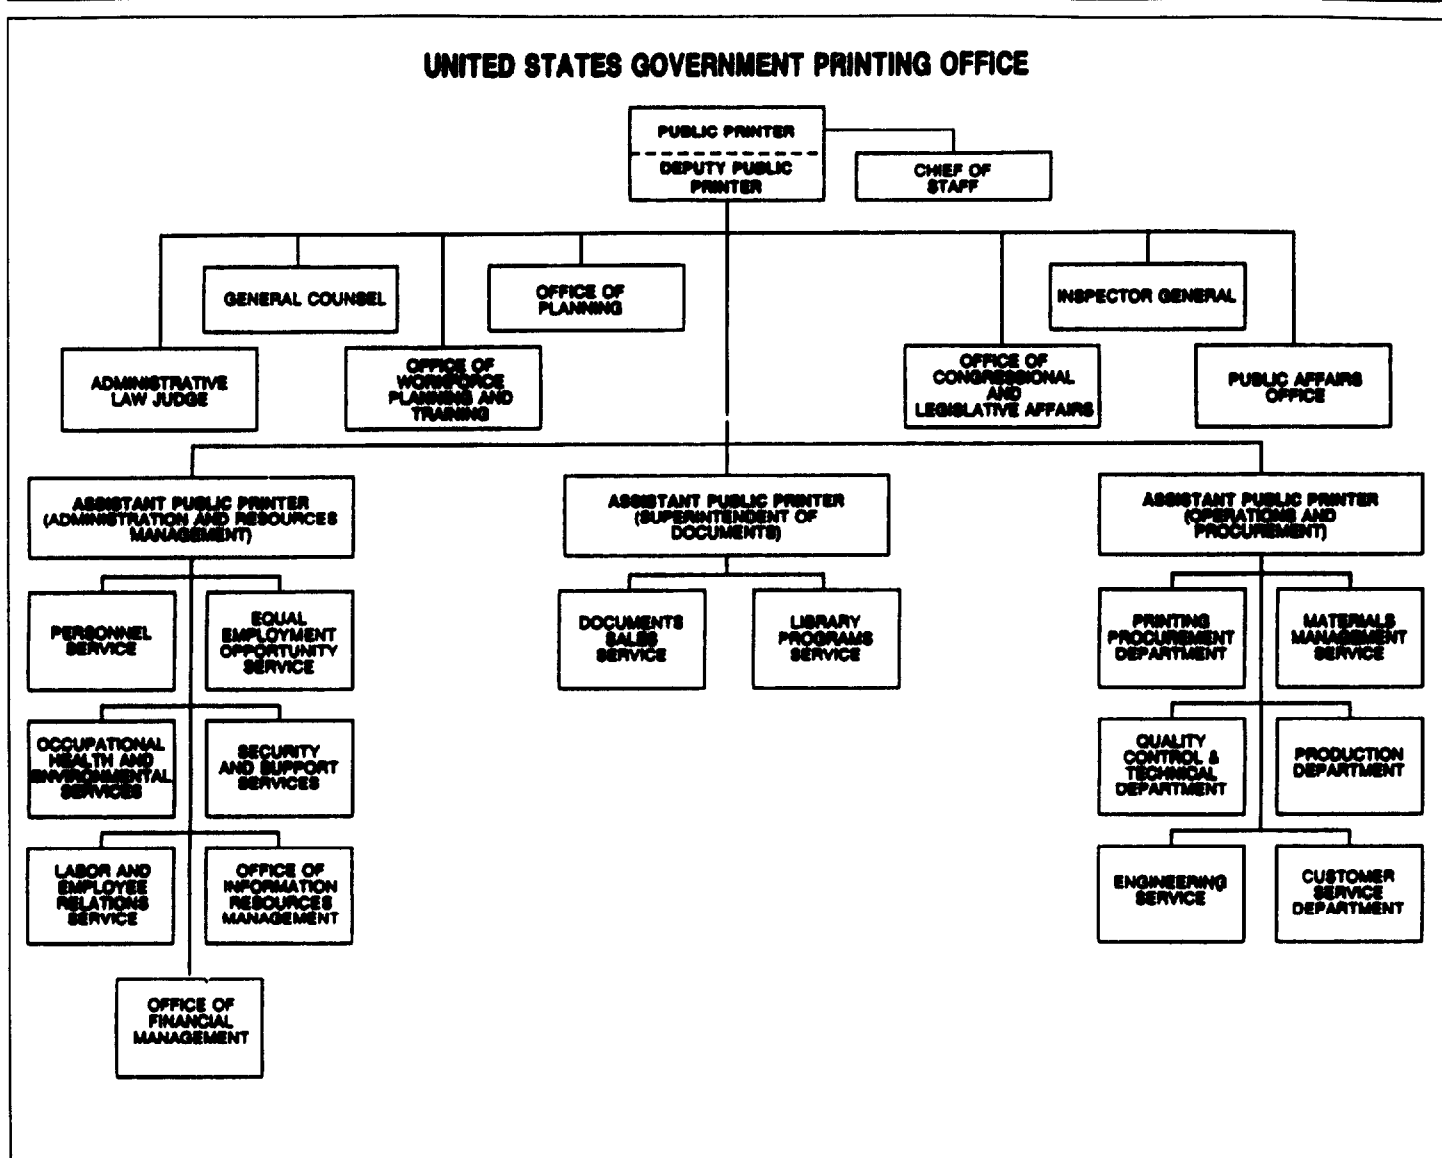 UNITED STATES GOVERNMENT PRINTING OFFICE
PUBLIC PRINTER
DEPUTY PUBLIC
PRINTER
CHIEF OF
STAFF
GENERAL COUNSEL
OFFICE OF
PLANNING
INSPECTOR GENERAL
ADMINISTRATIVE
LAW JUDGE
OFFICE OF
WORKFORCE
PLANNING AND
TRAINING
OFFICE OF
CONGRESSIONAL
AND
LEGISLATIVE AFFAIRS
PUBLIC AFFAIRS
OFFICE
ASSISTANT PUBLIC PRINTER
(ADMINISTRATION AND RESOURCES
MANAGEMENT)
ASSISTANT PUBLIC PRINTER
(SUPERINTENDENT OF
DOCUMENTS)
ASSISTANT PUBLIC PRINTER
(OPERATIONS AND
PROCUREMENT)
PERSONNEL
SERVICE
EQUAL
EMPLOYMENT
OPPORTUNITY
SERVICE
DOCUMENTS
SALES
SERVICE
LIBRARY
PROGRAMS
SERVICE
PRINTING
PROCUREMENT
DEPARTMENT
MATERIALS
MANAGEMENT
SERVICE
OCCUPATIONAL
HEALTH AND
ENVIRONMENTAL
SERVICES
SECURITY
AND SUPPORT
SERVICES
QUALITY
CONTROL &
TECHNICAL
DEPARTMENT
PRODUCTION
DEPARTMENT
LABOR AND
EMPLOYEE
RELATIONS
SERVICE
OFFICE OF
INFORMATION
RESOURCES
MANAGEMENT
ENGINEERING
SERVICE
CUSTOMER
SERVICE
DEPARTMENT
OFFICE OF
FINANCIAL
MANAGEMENT